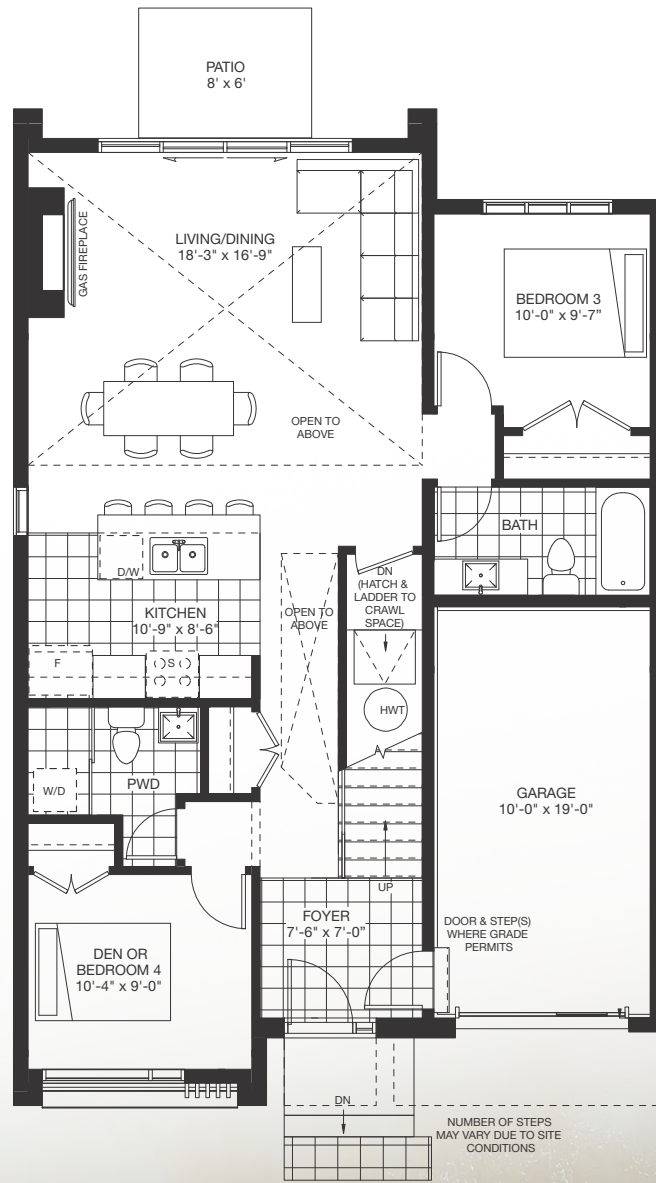 PATIO
8' x 6'
LIVING/DINING
18'-3" x 16'-9"
GAS FIREPLACE
BEDROOM 3
10'-0" x 9'-7”
OPEN TO
ABOVE
BATH
D/W
DN
(HATCH &
LADDER TO
CRAWL
SPACE)
OPEN TO
ABOVE
KITCHEN
10'-9" x 8'-6"
F
S
HWT
PWD
W/D
GARAGE
10'-0" x 19'-0"
UP
FOYER
7'-6" x 7'-0”
DOOR & STEP(S)
WHERE GRADE
PERMITS
DEN OR
BEDROOM 4
10'-4" x 9'-0"
DN
NUMBER OF STEPS
MAY VARY DUE TO SITE
CONDITIONS